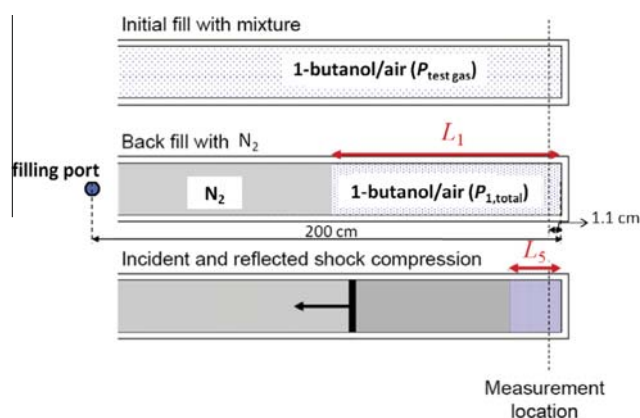 Initial fill with mixture
1-butanol/air (Ptest gas)
Back fill with N2
L1
filling port
N2
1-butanol/air (P1,total)
1.1 cm
200 cm
Incident and reflected shock compression
L5
Measurement
location